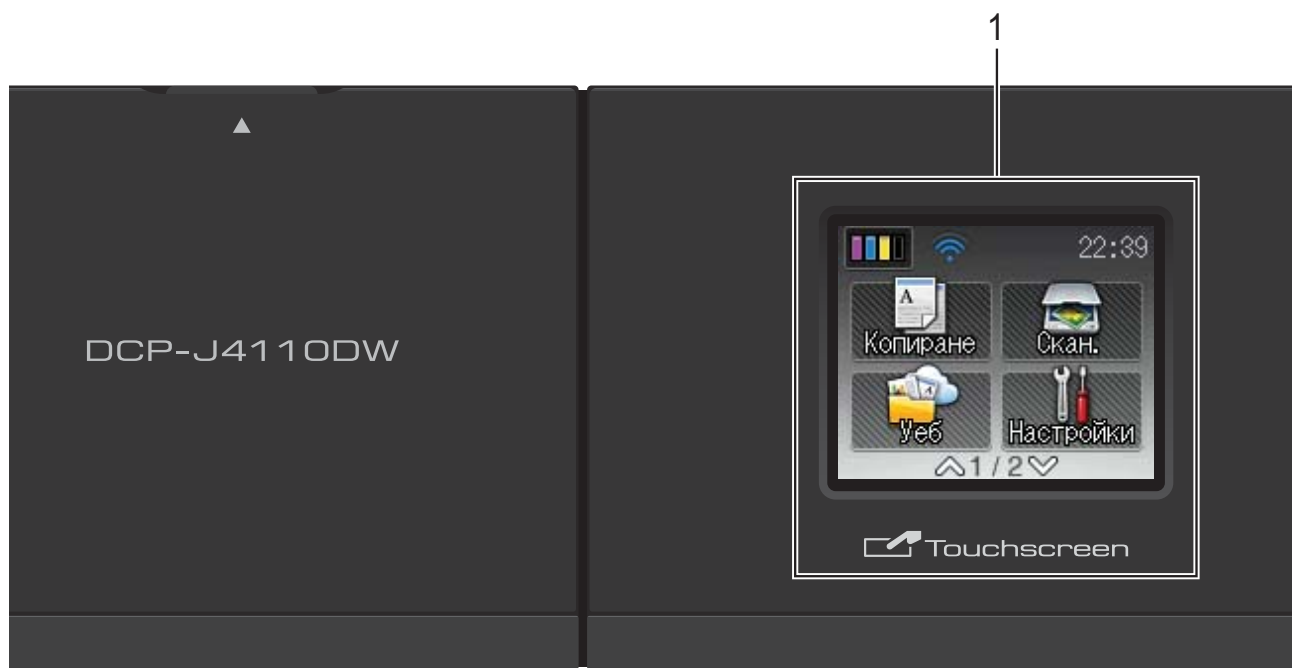 1
22:39
Копиране Скан.
DCP-J4110DW
Уеб Настройки
1 / 2
Touchscreen